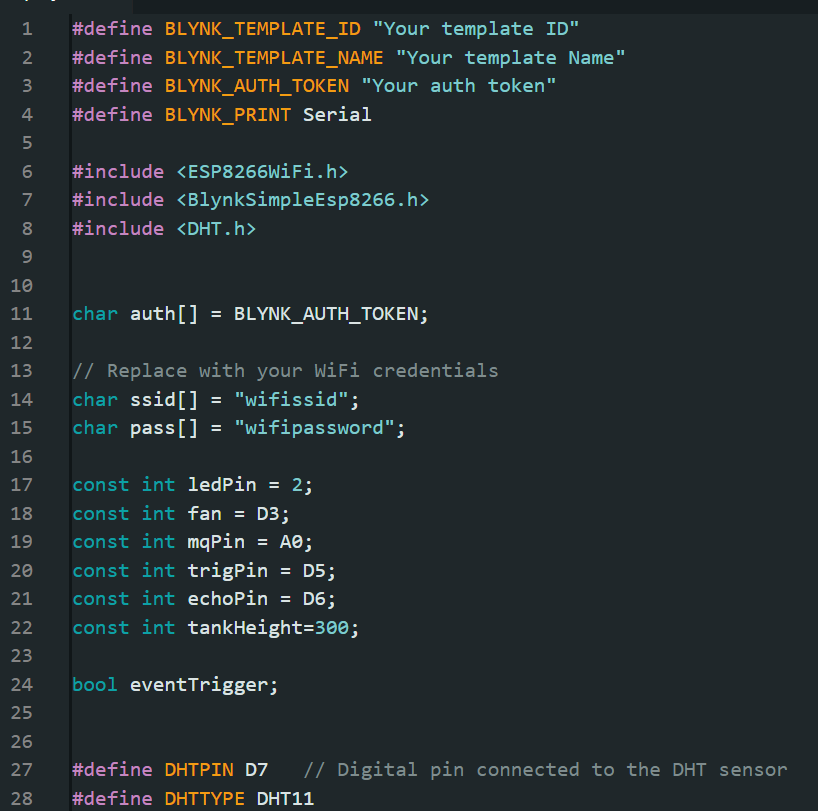 1 #define BLYNK_TEMPLATE_ID "Your template ID"
2 #define BLYNK_TEMPLATE_NAME "Your template Name"
3 #define BLYNK_AUTH_TOKEN "Your auth token"
4 #define BLYNK_PRINT Serial
5
6 #include <ESP8266WiFi.h>
7 #include <BlynkSimpleEsp8266.h>
8 #include <DHT.h>
9
10
11 char auth[] = BLYNK_AUTH_TOKEN;
12
13 // Replace with your WiFi credentials
14 char ssid[] = "wifissid";
15 char pass[] = "wifipassword";
16
17 const int ledPin = 2;
18 const int fan = D3;
19 const int mqPin = A0;
20 const int trigPin = D5;
21 const int echoPin = D6;
22 const int tankHeight=300;
23
24 bool eventTrigger;
25
26
27 #define DHTPIN D7   // Digital pin connected to the DHT sensor
28 #define DHTTYPE DHT11